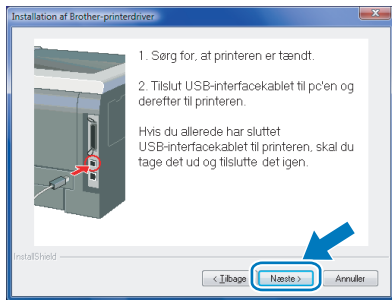 Installation af Brother-printerdriver
1. Sørg for, at printeren er tændt.
2. Tilslut USB-interfacekablet til pc'en og
derefter til printeren.
Hvis du allerede har sluttet
USB-interfacekablet til printeren, skal du
tage det ud og tilslutte det igen.
InstallShield
< Tilbage Næste > Annuller